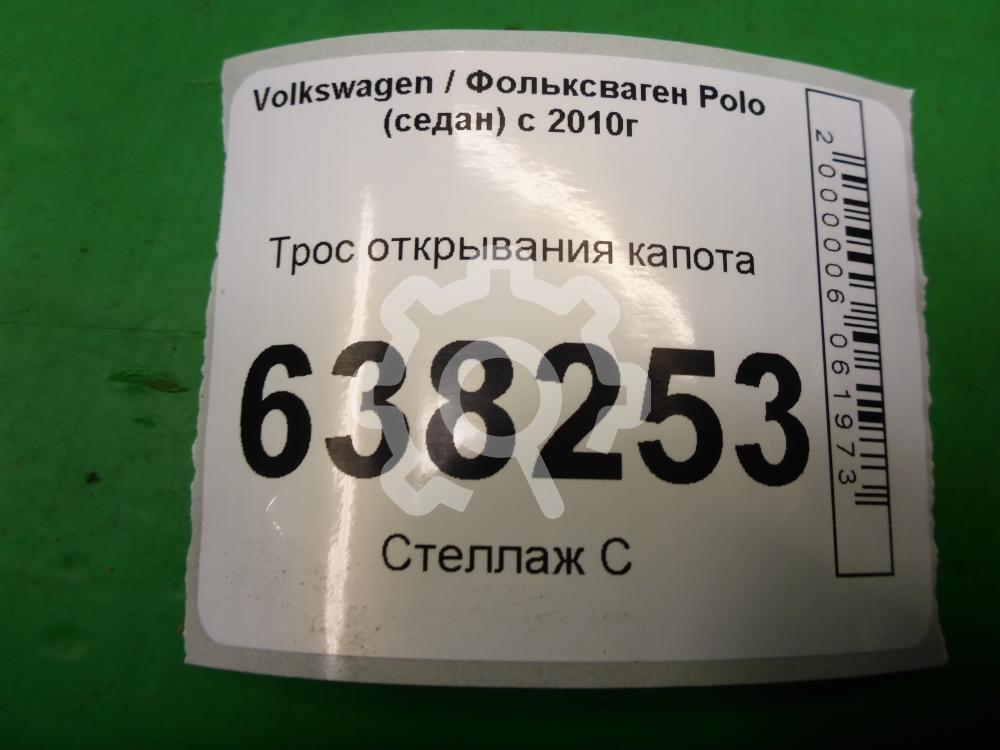 Volkswagen / Фольксваген Polo
(седан) с 2010г
Трос открывания капота
638253
Стеллаж С
2000006061973